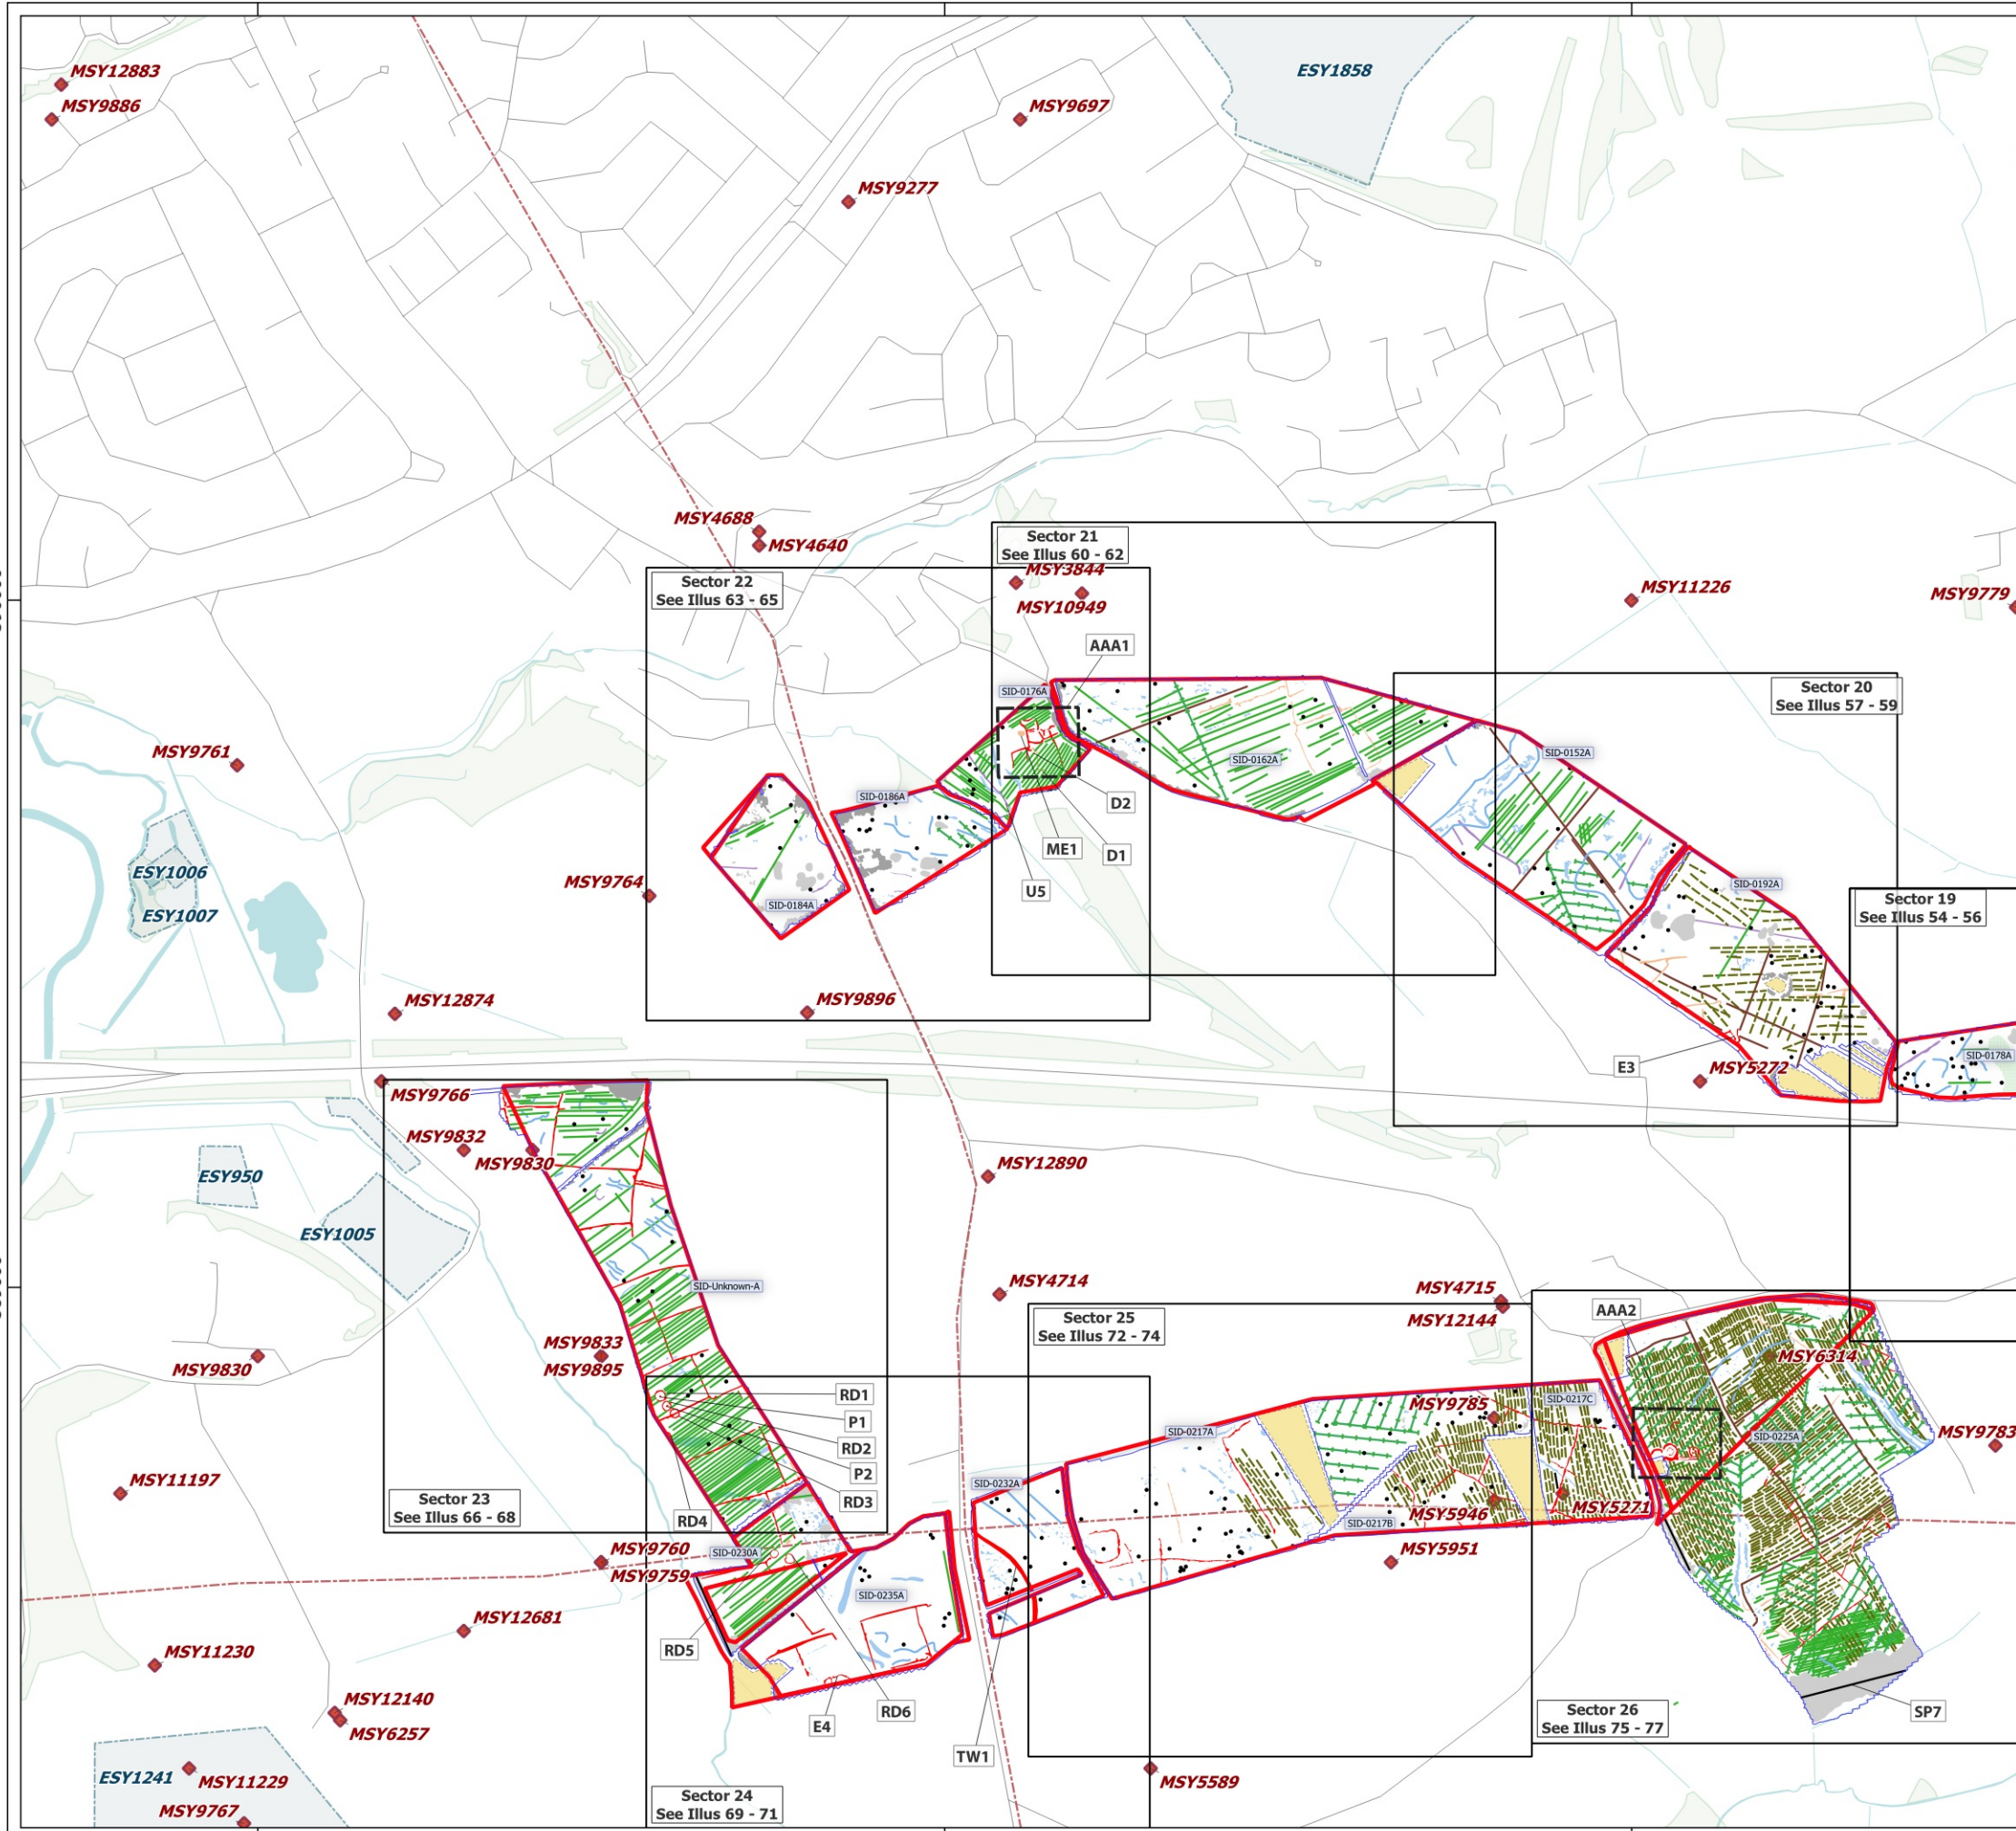 MSY12883
MSY9886
MSY9697
MSY9277
ESY1858
MSY4688
MSY4640
Sector 21
See Illus 60 - 62
MSY3844
MSY10949
Sector 22
See Illus 63 - 65
MSY11226
MSY9779
AAA1
SID-0176A
Sector 20
See Illus 57 - 59
MSY9761
SID-0162A
SID-0152A
SID-0186A
D2
ME1
D1
U5
ESY1006
ESY1007
MSY9764
SID-0184A
SID-0192A
Sector 19
See Illus 54 - 56
MSY12874
MSY9896
E3
MSY5272
SID-0178A
MSY9766
MSY9832
MSY9830
ESY950
MSY12890
ESY1005
SID-Unknown-A
MSY4714
MSY4715
MSY12144
Sector 25
See Illus 72 - 74
AAA2
MSY9833
MSY9895
MSY9830
MSY6314
RD1
P1
RD2
P2
RD3
RD4
MSY9785
SID-0217C
SID-0217A
SID-0225A
MSY9783
MSY11197
Sector 23
See Illus 66 - 68
SID-0232A
MSY5946
MSY5271
SID-0217B
SID-0230A
MSY9760
MSY9759
MSY5951
SID-0235A
MSY12681
RD5
MSY11230
RD6
E4
MSY12140
MSY6257
Sector 26
See Illus 75 - 77
SP7
TW1
ESY1241
MSY11229
MSY9767
MSY5589
Sector 24
See Illus 69 - 71